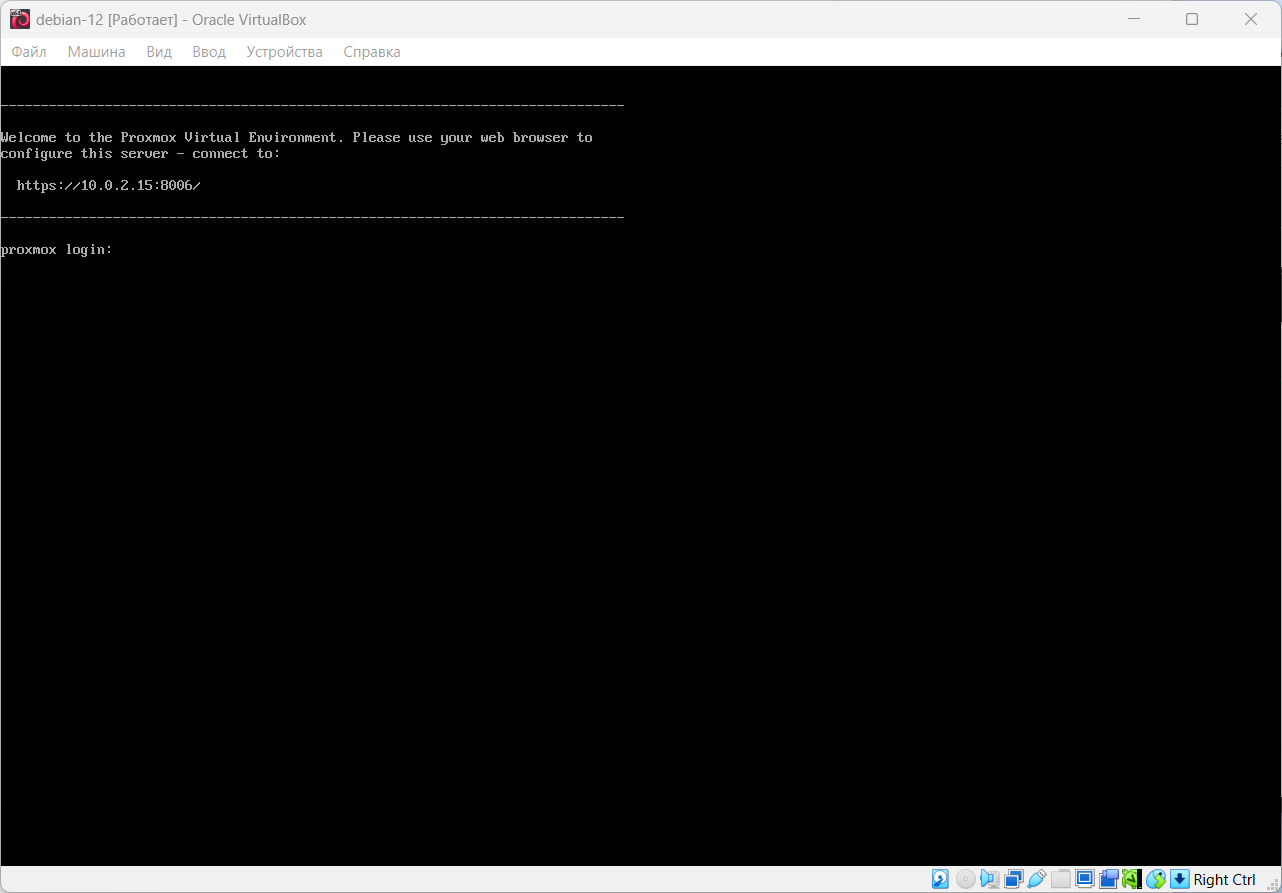 debian-12 [Работает] - Oracle VirtualBox
Файл Машина Вид Ввод Устройства Справка
------------------------------------------------------------------------------
Welcome to the Proxmox Virtual Environment. Please use your web browser to
configure this server - connect to:
https://10.0.2.15:8006/
------------------------------------------------------------------------------
proxmox login:
Right Ctrl